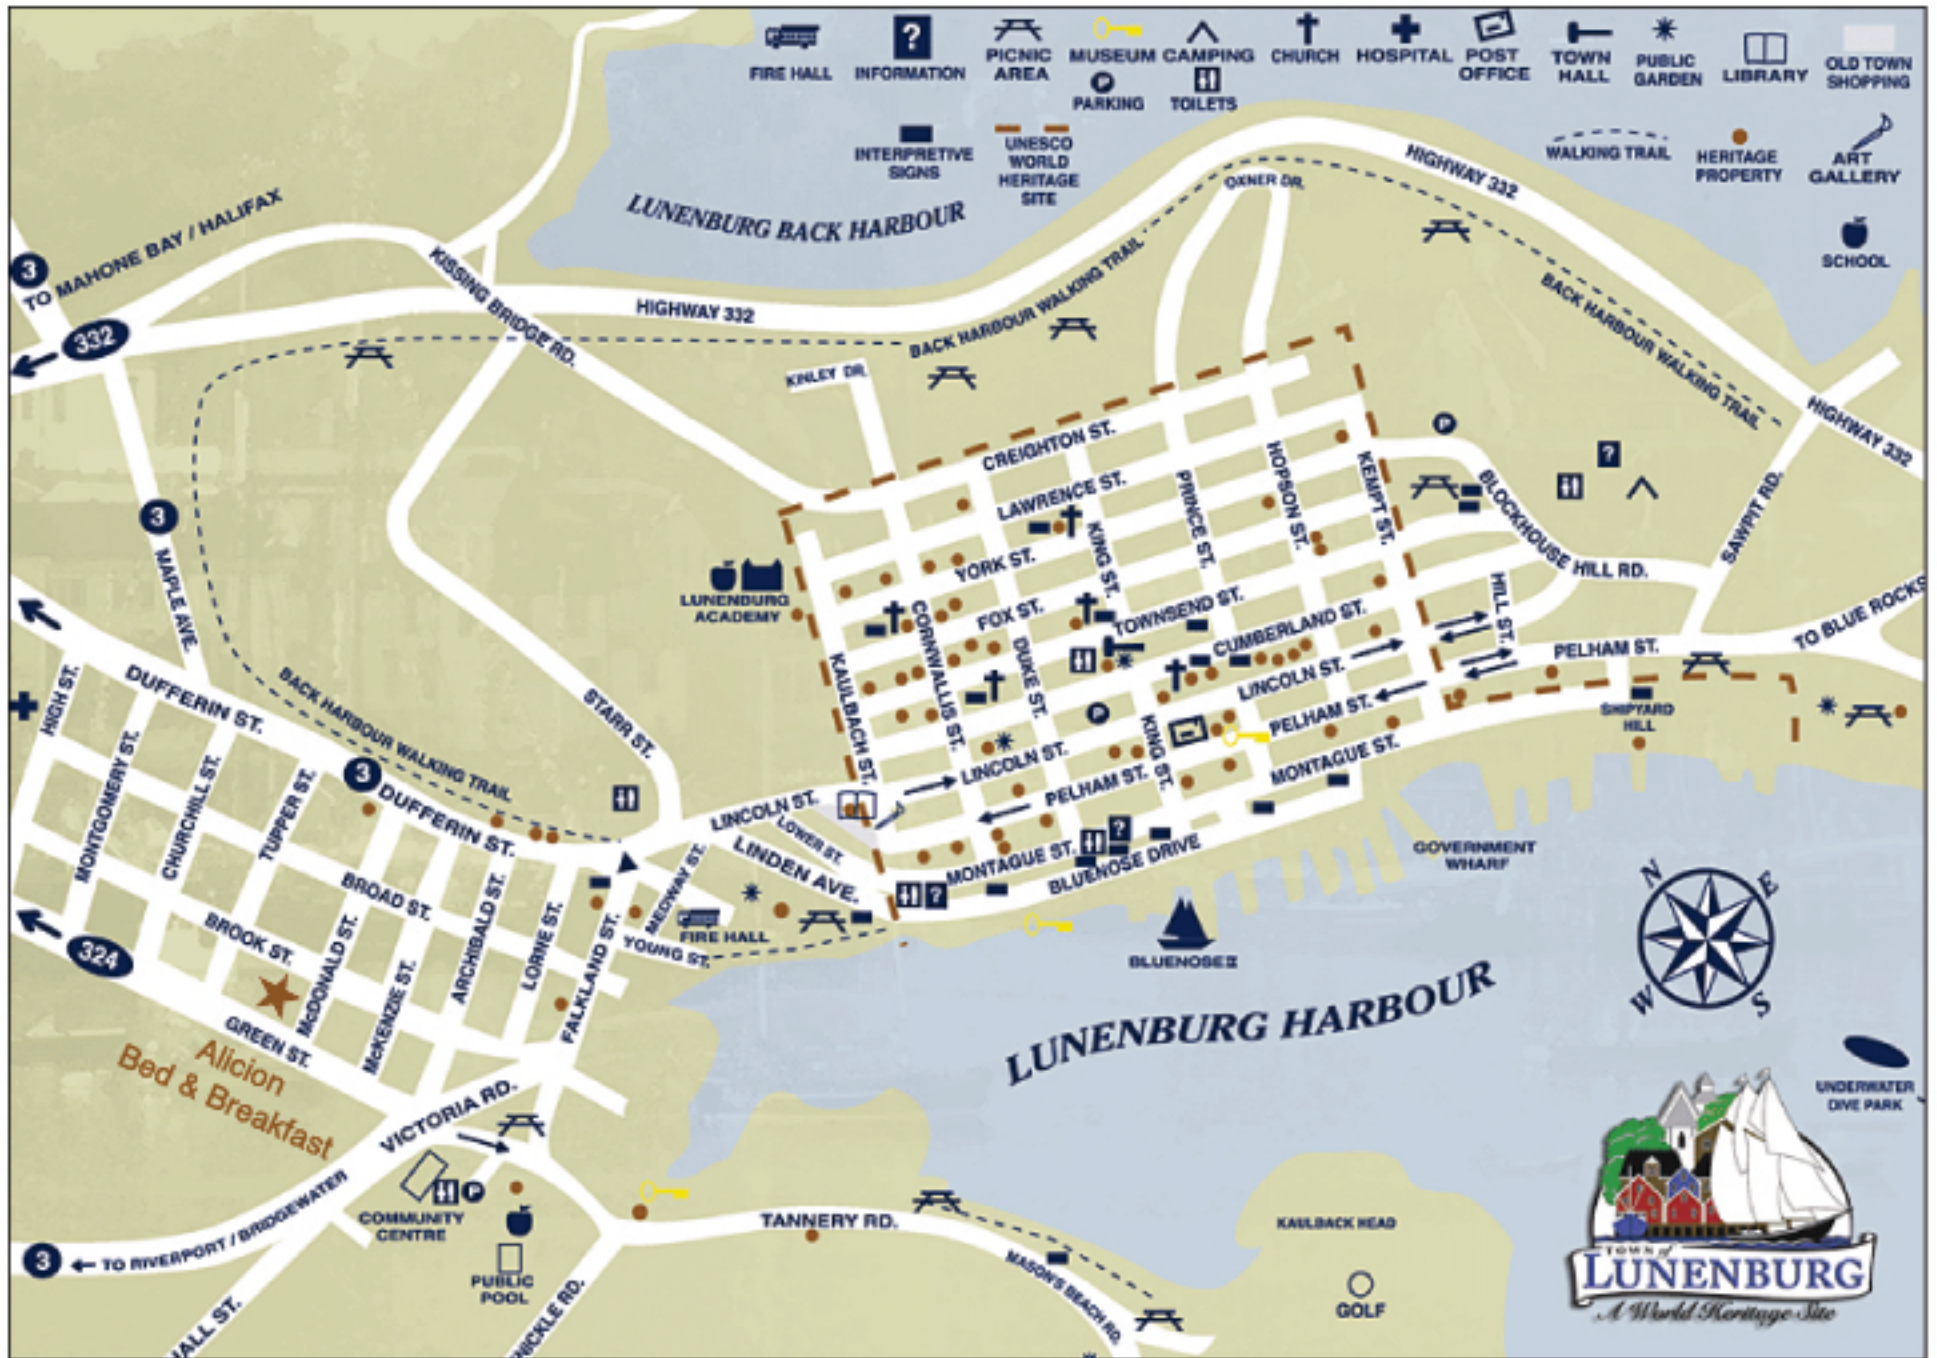 FIRE HALL
?
INFORMATION
PICNIC
AREA
MUSEUM
CAMPING
CHURCH
HOSPITAL
POST
OFFICE
TOWN
HALL
PUBLIC
GARDEN
LIBRARY
OLD TOWN
SHOPPING
P
PARKING
TOILETS
INTERPRETIVE
SIGNS
UNESCO
WORLD
HERITAGE
SITE
WALKING TRAIL
HERITAGE
PROPERTY
ART
GALLERY
SCHOOL
LUNENBURG BACK HARBOUR
HIGHWAY 332
OXNER DR.
3
TO MAHONE BAY / HALIFAX
332
KISSING BRIDGE RD.
HIGHWAY 332
BACK HARBOUR WALKING TRAIL
BACK HARBOUR WALKING TRAIL
HIGHWAY 332
KINLEY DR.
CREIGHTON ST.
LAWRENCE ST.
YORK ST.
FOX ST.
TOWNSEND ST.
CUMBERLAND ST.
LINCOLN ST.
PELHAM ST.
MONTAGUE ST.
KING ST.
PRINCE ST.
HOPSON ST.
KEMPT ST.
P
?
BLOCKHOUSE HILL RD.
SAWPIT RD.
HILL ST.
PELHAM ST.
TO BLUE ROCKS
SHIPYARD
HILL
3
MAPLE AVE.
LUNENBURG
ACADEMY
KAULBACH ST.
CORNWALLIS ST.
DUKE ST.
KING ST.
P
LINCOLN ST.
PELHAM ST.
MONTAGUE ST.
BLUENOSE DRIVE
?
?
GOVERNMENT
WHARF
HIGH ST.
DUFFERIN ST.
BACK HARBOUR WALKING TRAIL
STARR ST.
3
DUFFERIN ST.
LINCOLN ST.
LOWER ST.
LINDEN AVE.
MEDWAY ST.
FIRE HALL
YOUNG ST.
MONTGOMERY ST.
CHURCHILL ST.
TUPPER ST.
BROAD ST.
BROOK ST.
McDONALD ST.
McKENZIE ST.
ARCHIBALD ST.
LORNE ST.
FALKLAND ST.
324
GREEN ST.
Alicion
Bed & Breakfast
BLUENOSE II
LUNENBURG HARBOUR
N
E
W
S
UNDERWATER
DIVE PARK
VICTORIA RD.
3
TO RIVERPORT / BRIDGEWATER
P
COMMUNITY
CENTRE
PUBLIC
POOL
TANNERY RD.
MASON'S BEACH RD.
KAULBACK HEAD
GOLF
HALL ST.
NICKLE RD.
TOWN of
LUNENBURG
A World Heritage Site